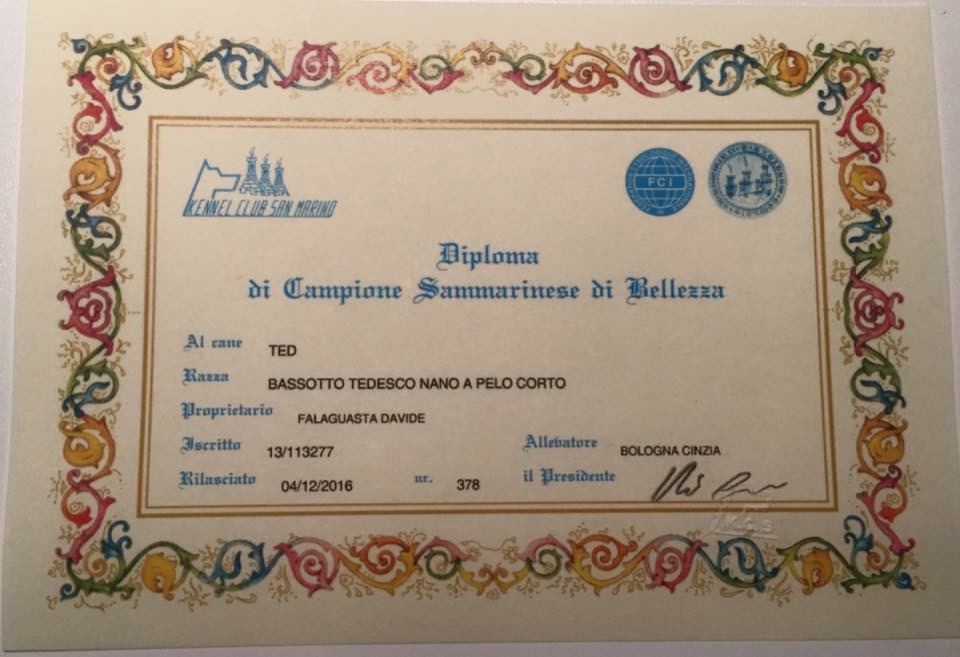 KENNEL CLUB SAN MARINO
FCI
Diploma
di Campione Sammarinese di Bellezza
Al cane TED
Razza BASSOTTO TEDESCO NANO A PELO CORTO
Proprietario FALAGUASTA DAVIDE
Iscritto 13/113277 Allevatore BOLOGNA CINZIA
Rilasciato 04/12/2016 nr. 378 il Presidente
K.C.S